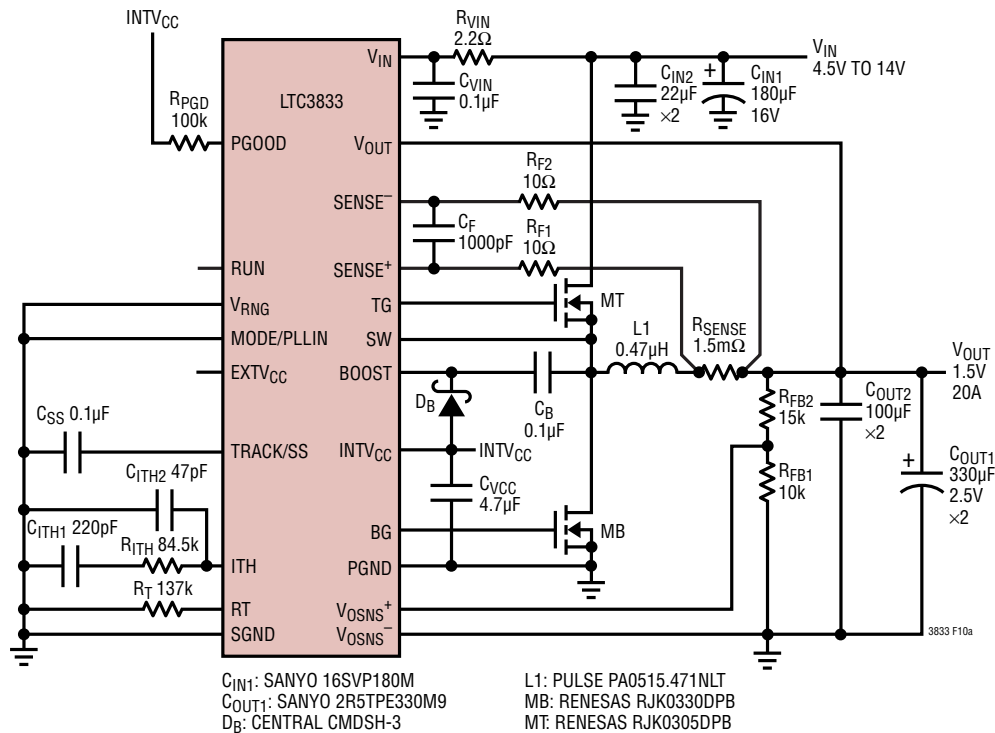 INTVCC
RPGD
100k
LTC3833
PGOOD
RUN
VRNG
MODE/PLLIN
EXTVCC
CSS 0.1µF
TRACK/SS
CITH2 47pF
CITH1 220pF
RITH 84.5k
ITH
RT 137k
RT
SGND
VIN
VOUT
SENSE–
SENSE+
TG
SW
BOOST
INTVCC
BG
PGND
VOSNS+
VOSNS–
RVIN
2.2Ω
CVIN
0.1µF
CIN2
22µF
×2
+
CIN1
180µF
16V
VIN
4.5V TO 14V
RF2
10Ω
CF
1000pF
RF1
10Ω
MT
L1
0.47µH
RSENSE
1.5mΩ
DB
CB
0.1µF
INTVCC
CVCC
4.7µF
MB
RFB2
15k
RFB1
10k
VOUT
1.5V
20A
COUT2
100µF
×2
+
COUT1
330µF
2.5V
×2
3833 F10a
CIN1: SANYO 16SVP180M
COUT1: SANYO 2R5TPE330M9
DB: CENTRAL CMDSH-3
L1: PULSE PA0515.471NLT
MB: RENESAS RJK0330DPB
MT: RENESAS RJK0305DPB